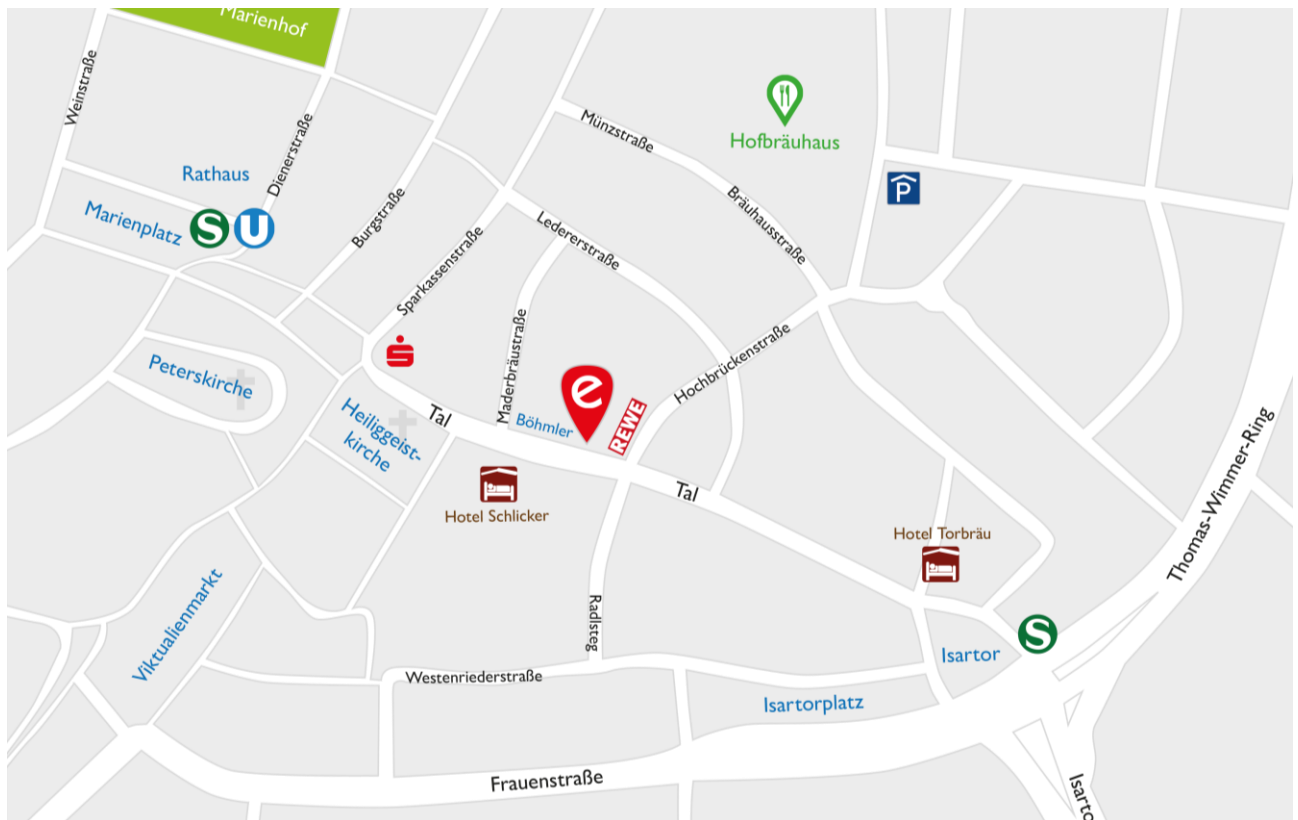 Marienhof
Weinstraße
Dienerstraße
Rathaus
Marienplatz
S
U
Burgstraße
Sparkassenstraße
Münzstraße
Hofbräuhaus
P
Bräuhausstraße
Ledererstraße
Maderbräustraße
Hochbrückenstraße
Peterskirche
Heiliggeist-
kirche
Tal
Böhmler
e
REWE
Tal
Hotel Schlicker
Hotel Torbräu
Thomas-Wimmer-Ring
Viktualienmarkt
Radlsteg
S
Isartor
Westenriederstraße
Isartorplatz
Frauenstraße
Isarto